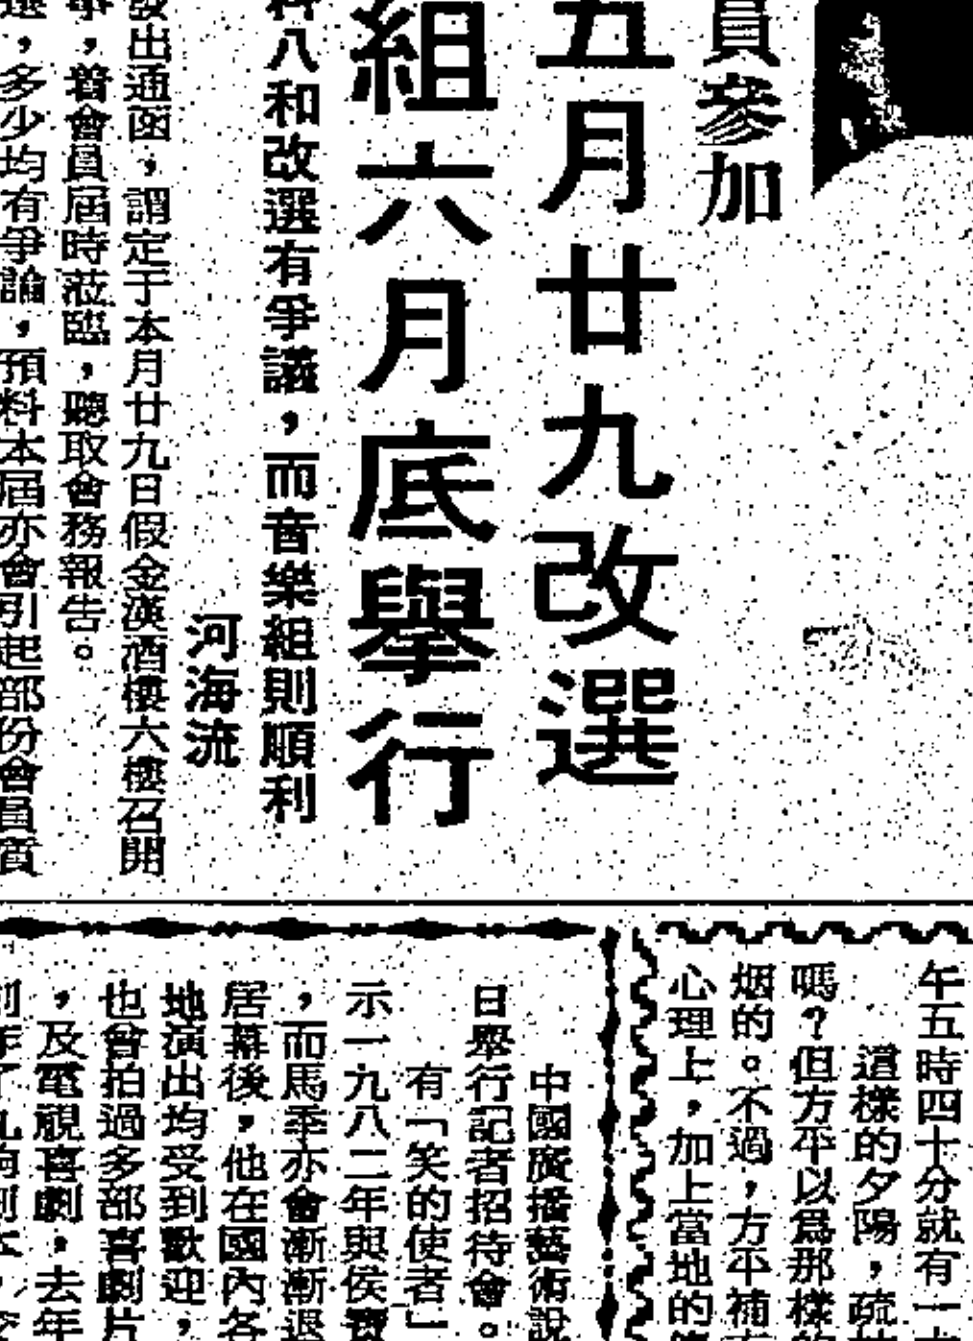 員參加
五月廿九改選
組六月底舉行
料八和改選有爭議，而音樂組則順利
河海流
發出通函，謂定于本月廿九日假金漢酒樓六樓召開
，着會員屆時蒞臨，聽取會務報告。
選，多少均有爭論，預料本屆亦會引起部份會員質
午五時四十分就有一
這樣的夕陽，疏
嗎？但方平以爲那樣
烟的。不過，方平補
心理上，加上當地的
中國廣播藝術說
日舉行記者招待會。
有「笑的使者」
示一九八二年與侯寶
，而馬季亦會漸漸退
居幕後，他在國內各
地演出均受到歡迎，
也曾拍過多部喜劇片
，及電視喜劇，去年